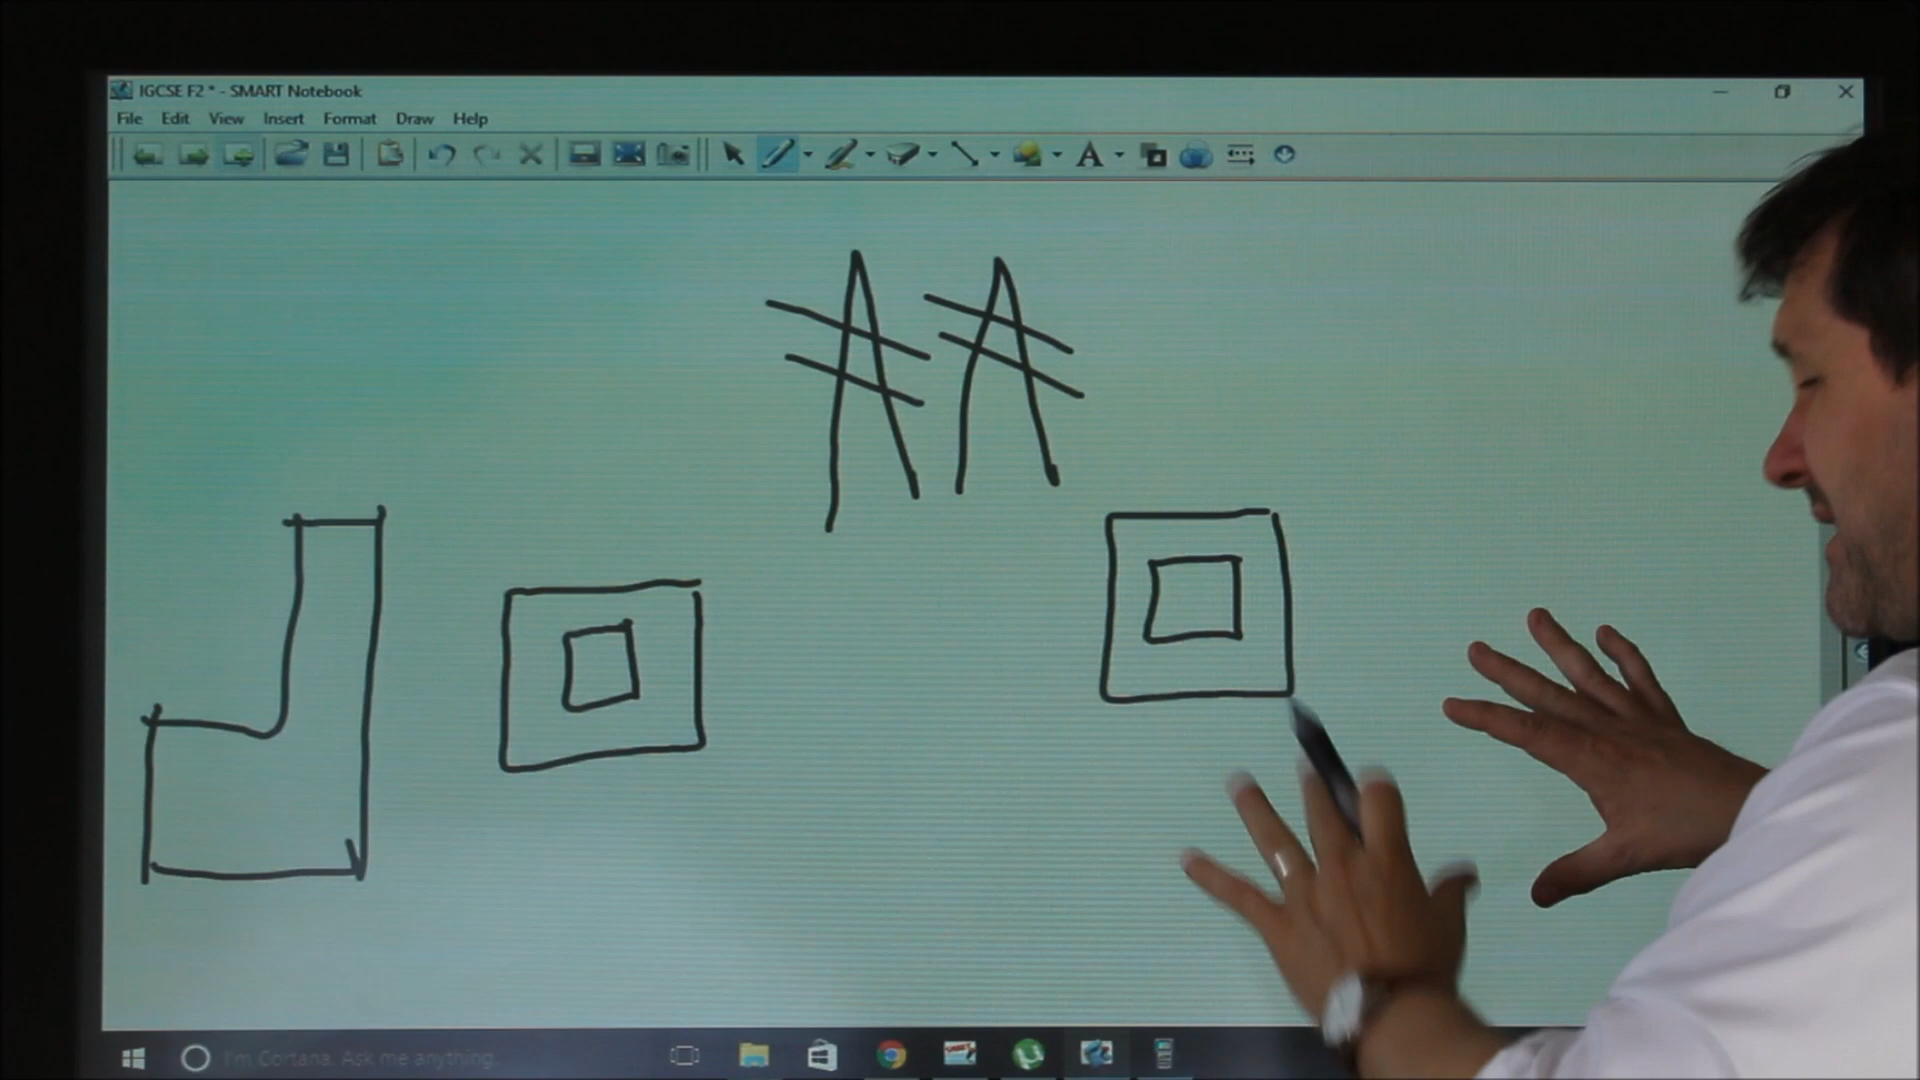 IGCSE F2 * - SMART Notebook
File Edit View Insert Format Draw Help
A
I'm Cortana. Ask me anything.